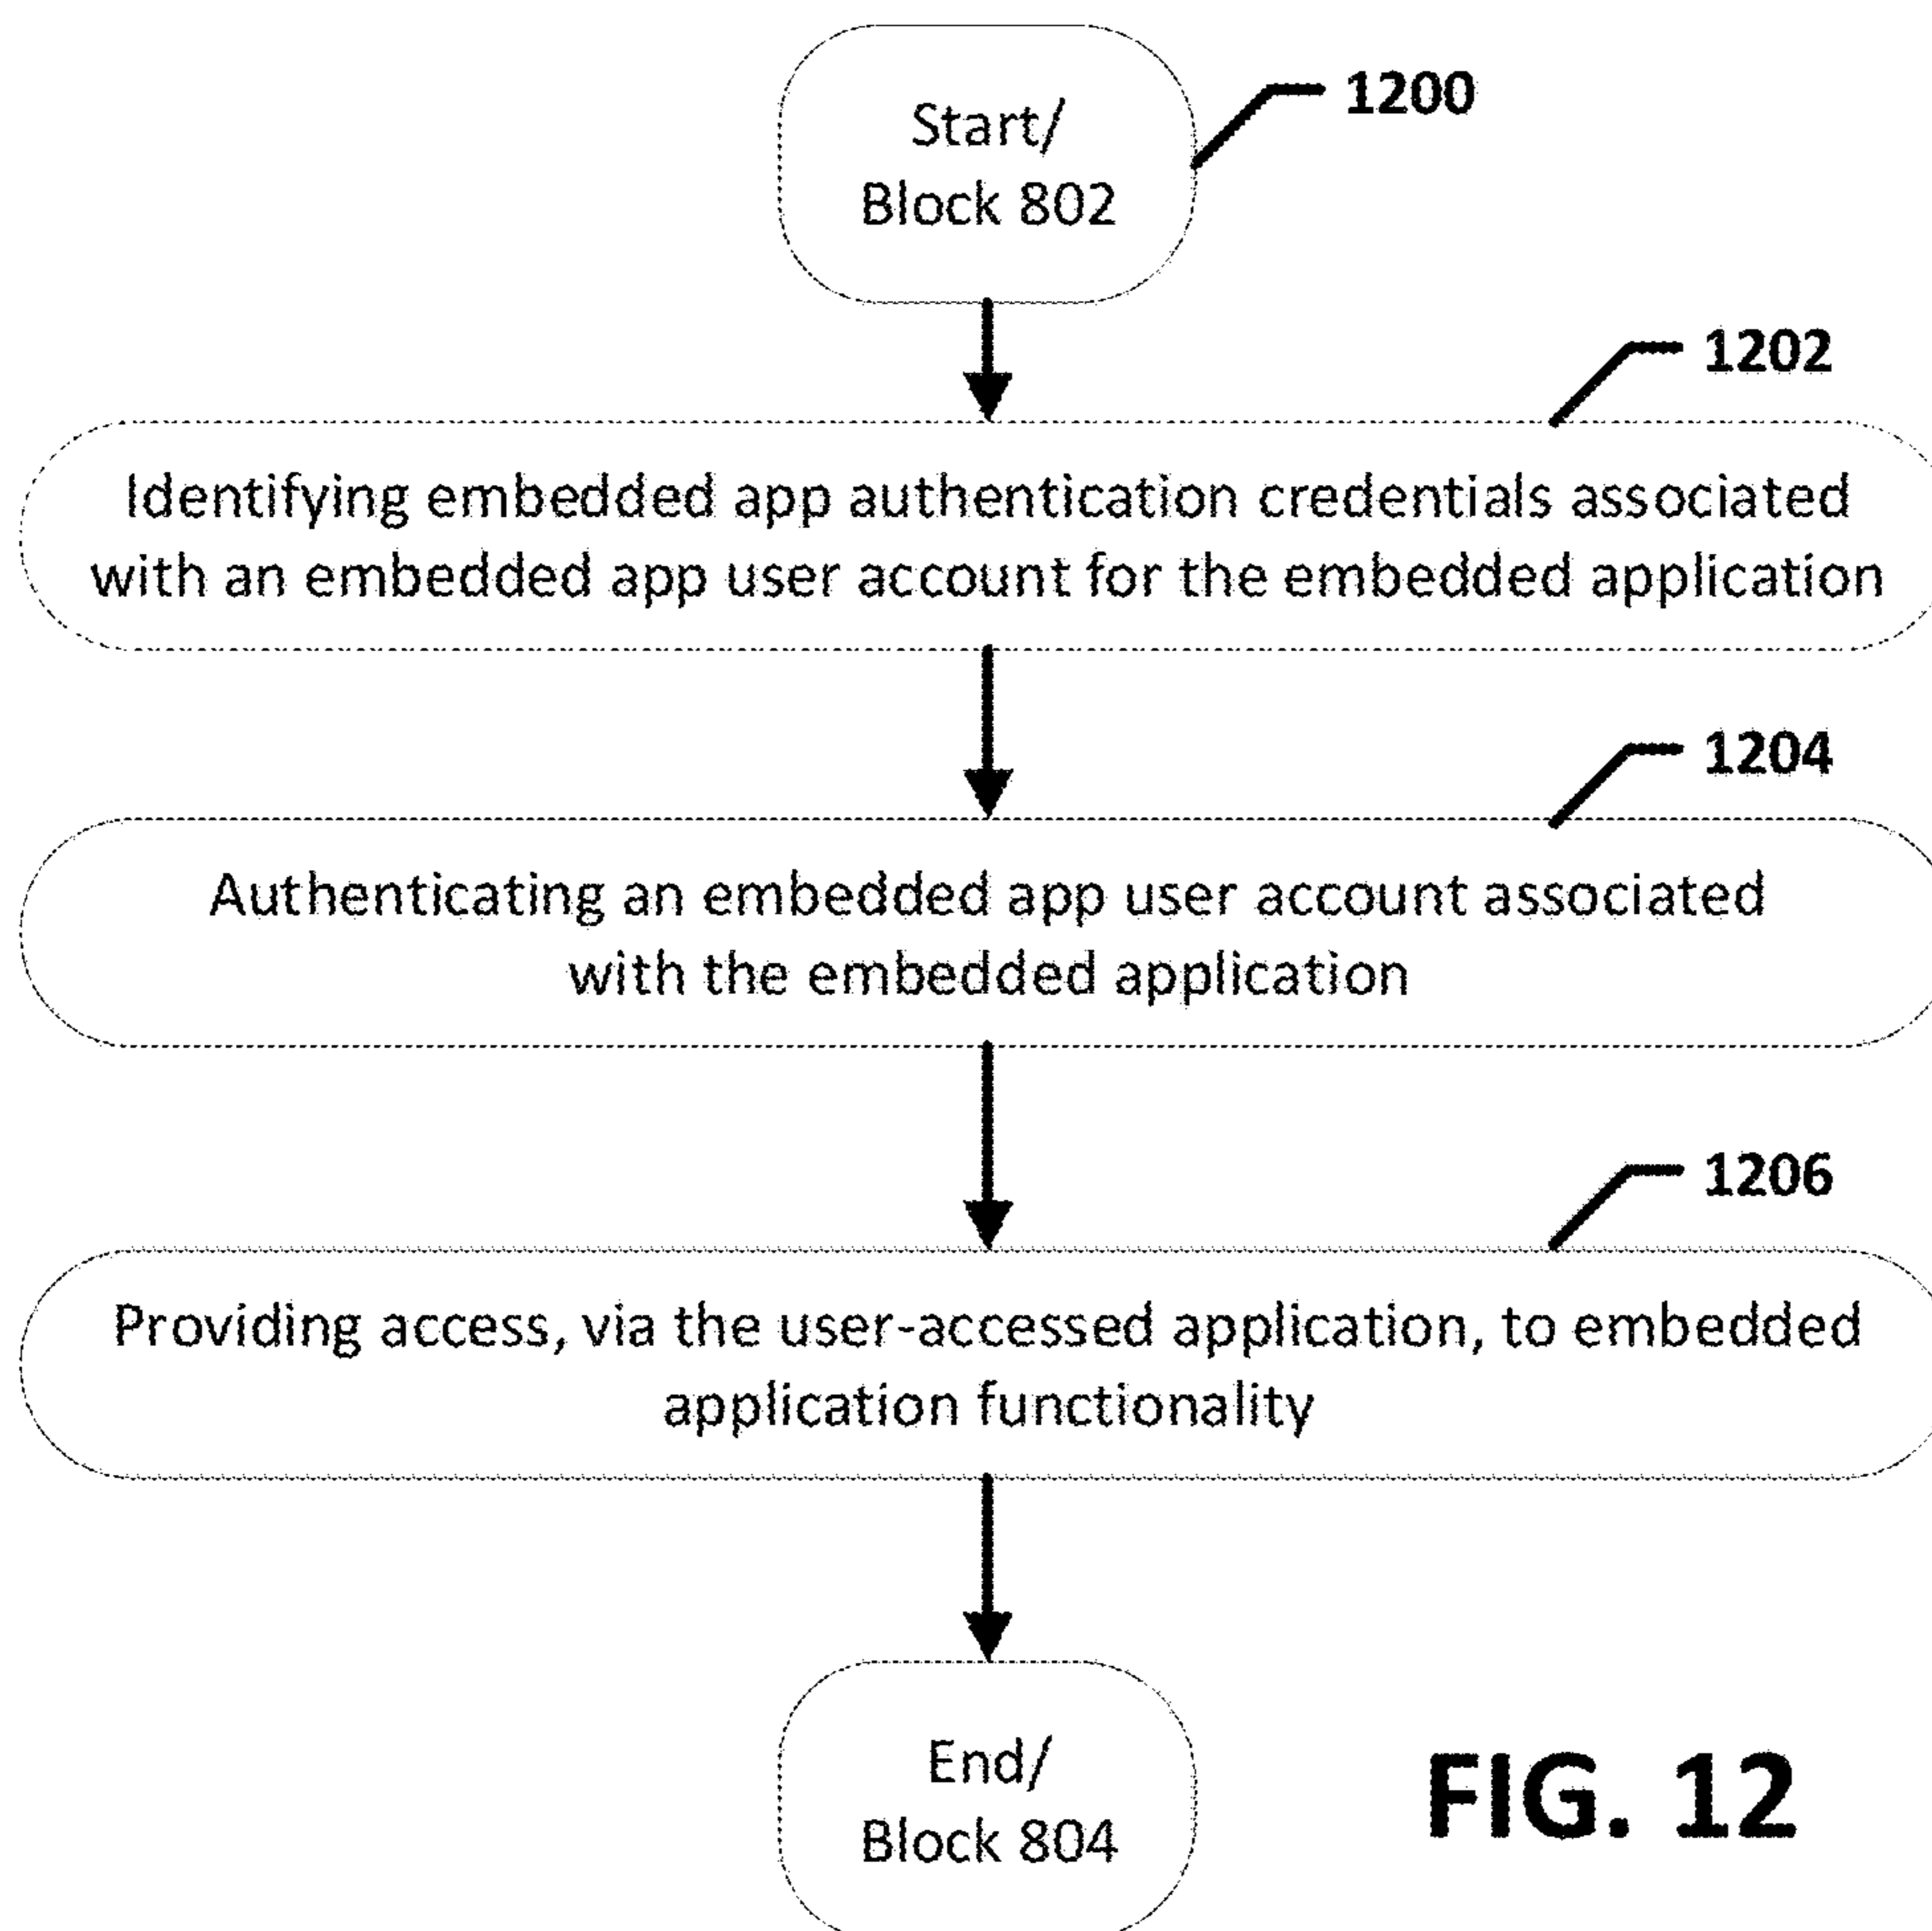 Start/
1200
Block 802
1202
Identifying embedded app authentication credentials associated
with an embedded app user account for the embedded application
1204
Authenticating an embedded app user account associated
with the embedded application
1206
Providing access, via the user-accessed application, to embedded
application functionality
End/
Block 804
FIG. 12